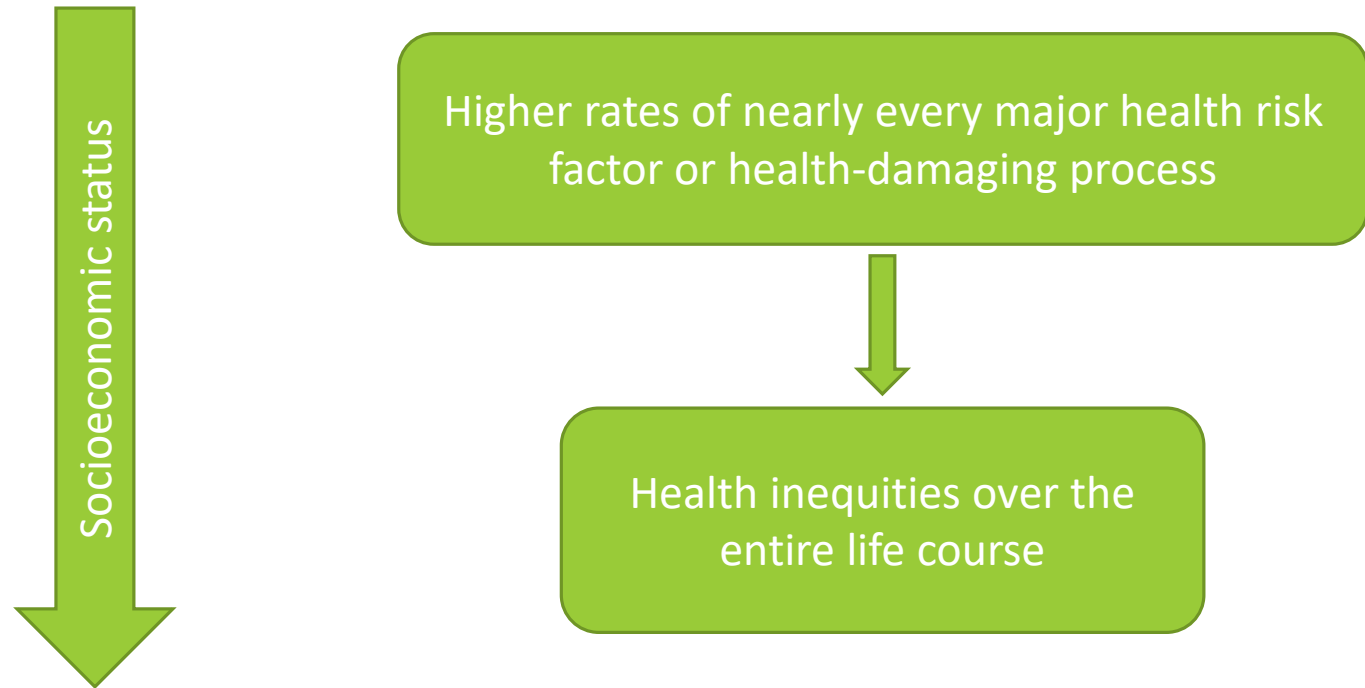 Socioeconomic status
Higher rates of nearly every major health risk
factor or health-damaging process
Health inequities over the
entire life course